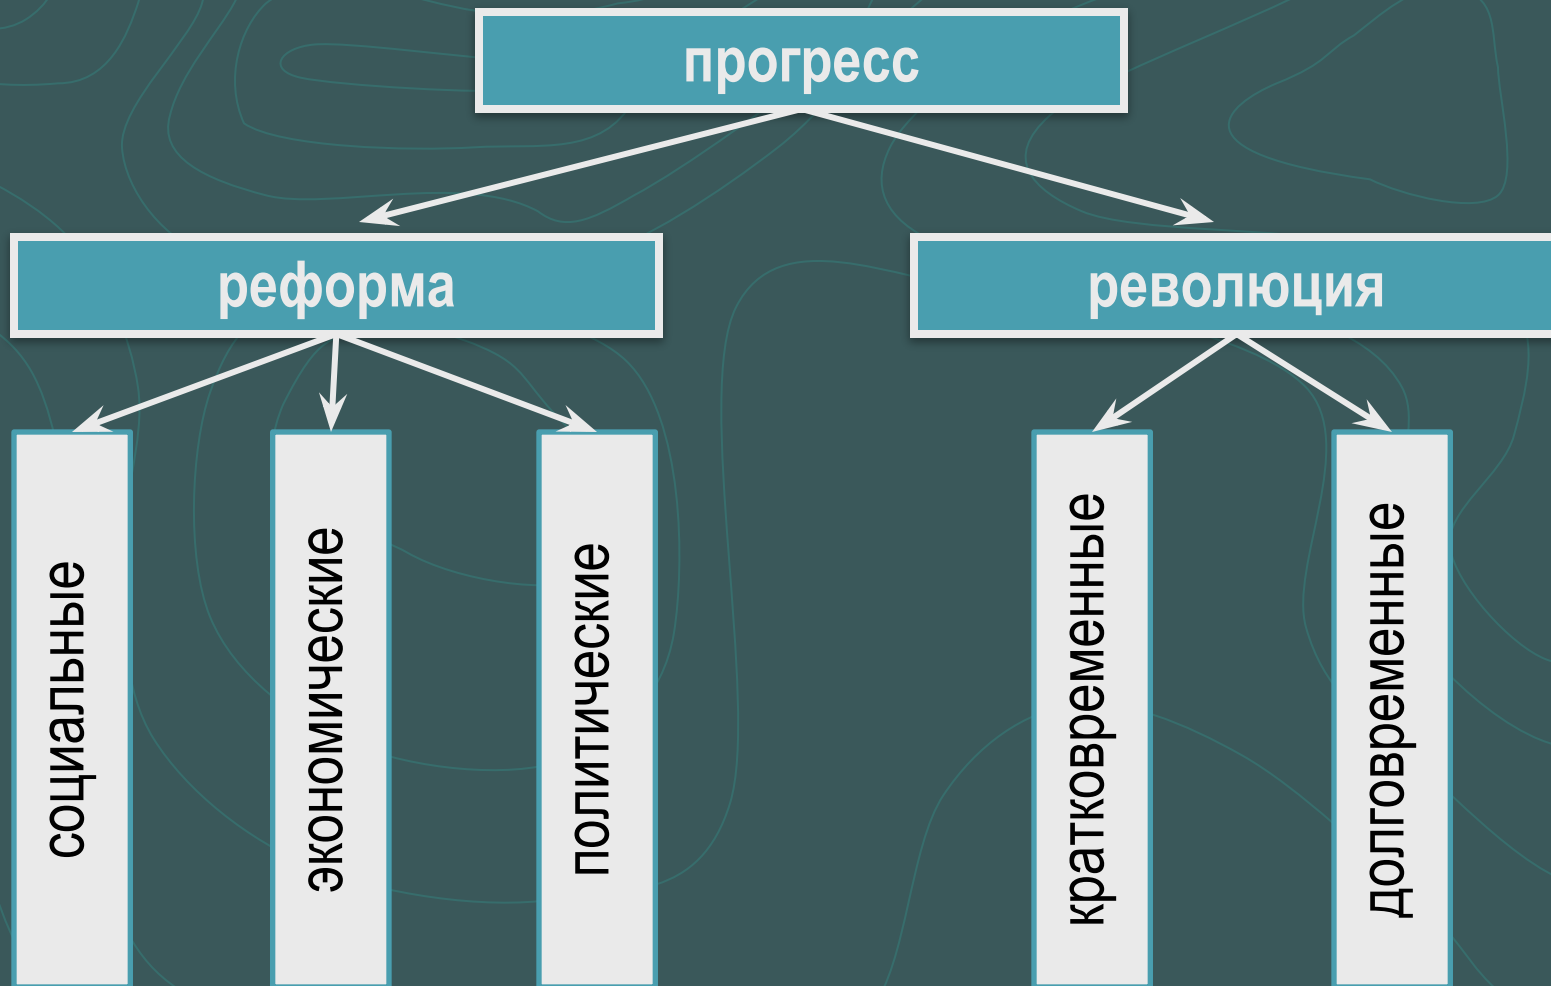 прогресс
реформа
революция
социальные
экономические
политические
кратковременные
долговременные